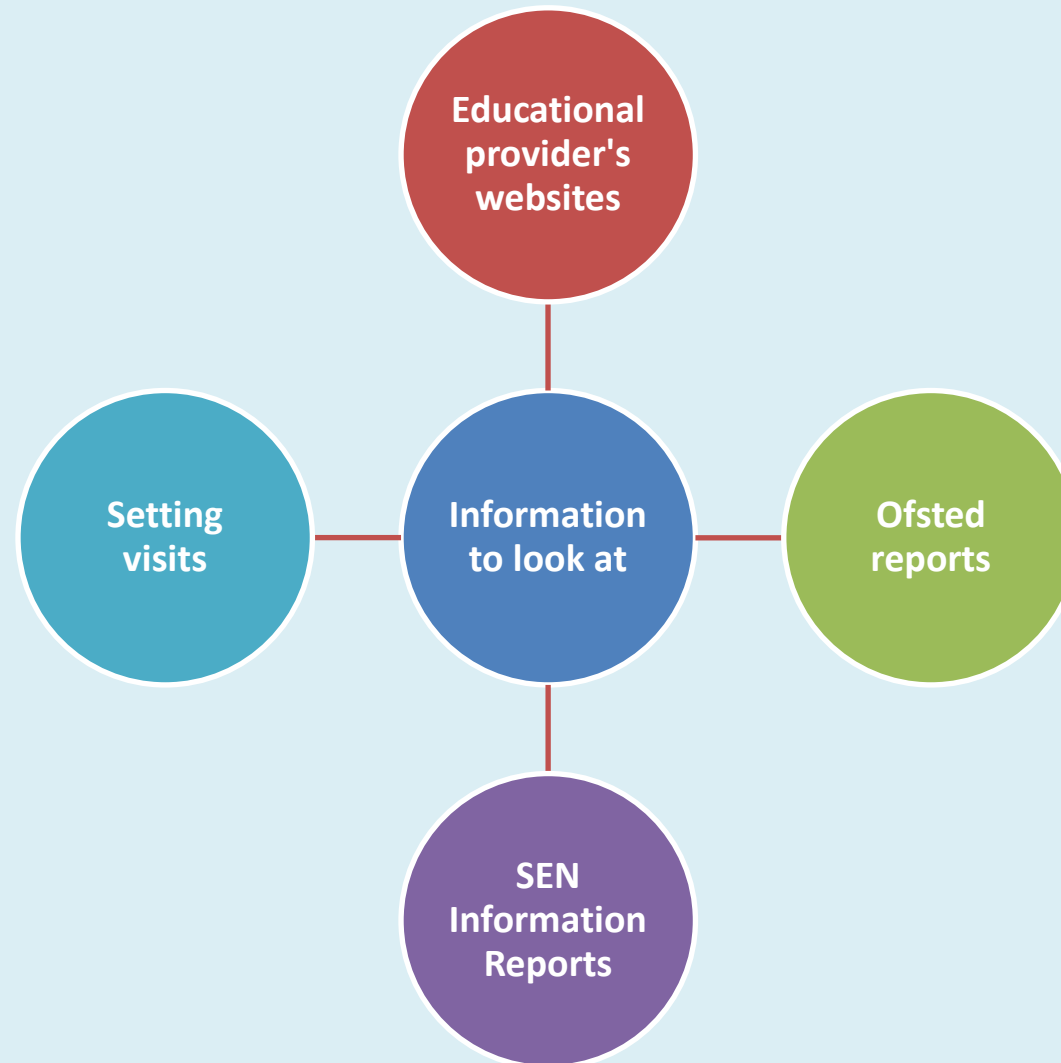 Educational
provider's
websites
Setting
visits
Information
to look at
Ofsted
reports
SEN
Information
Reports